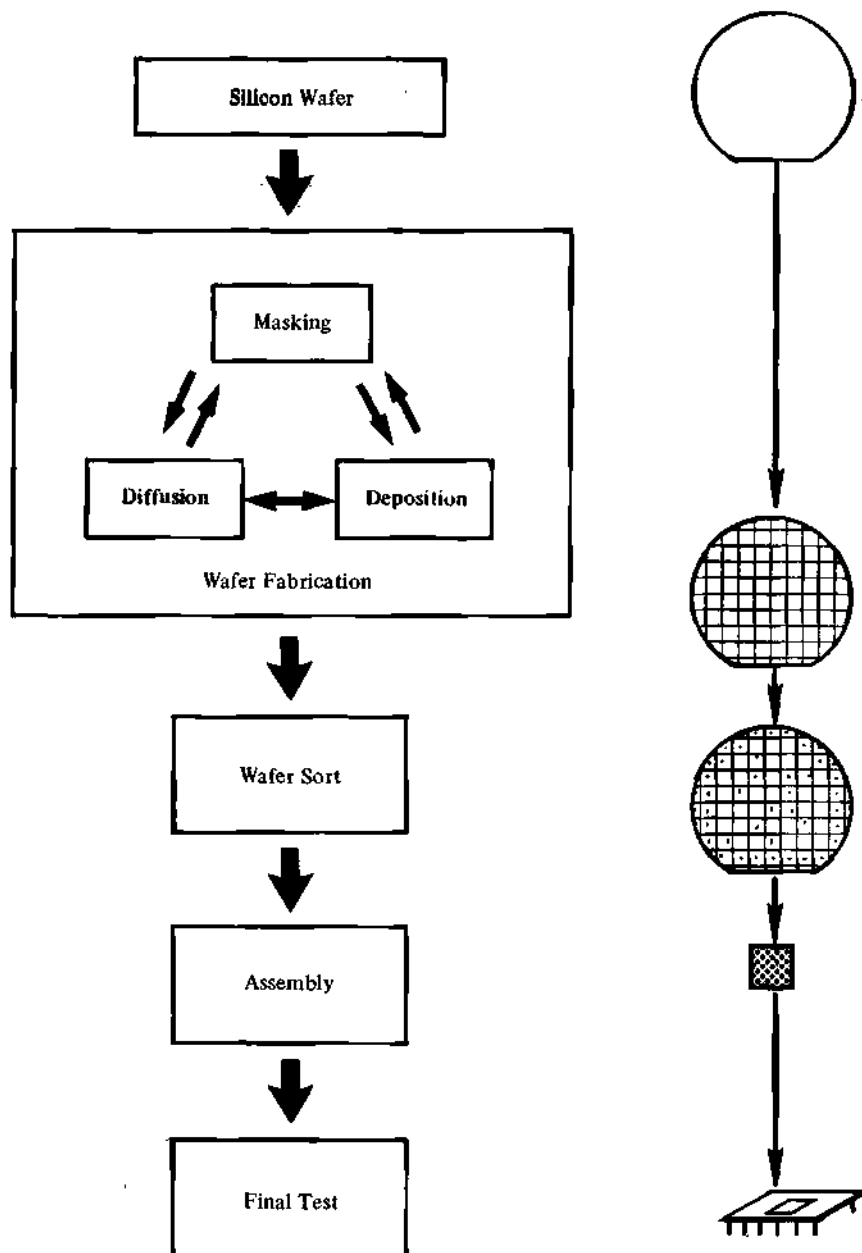 Silicon Wafer
Masking
Diffusion
Deposition
Wafer Fabrication
Wafer Sort
Assembly
Final Test